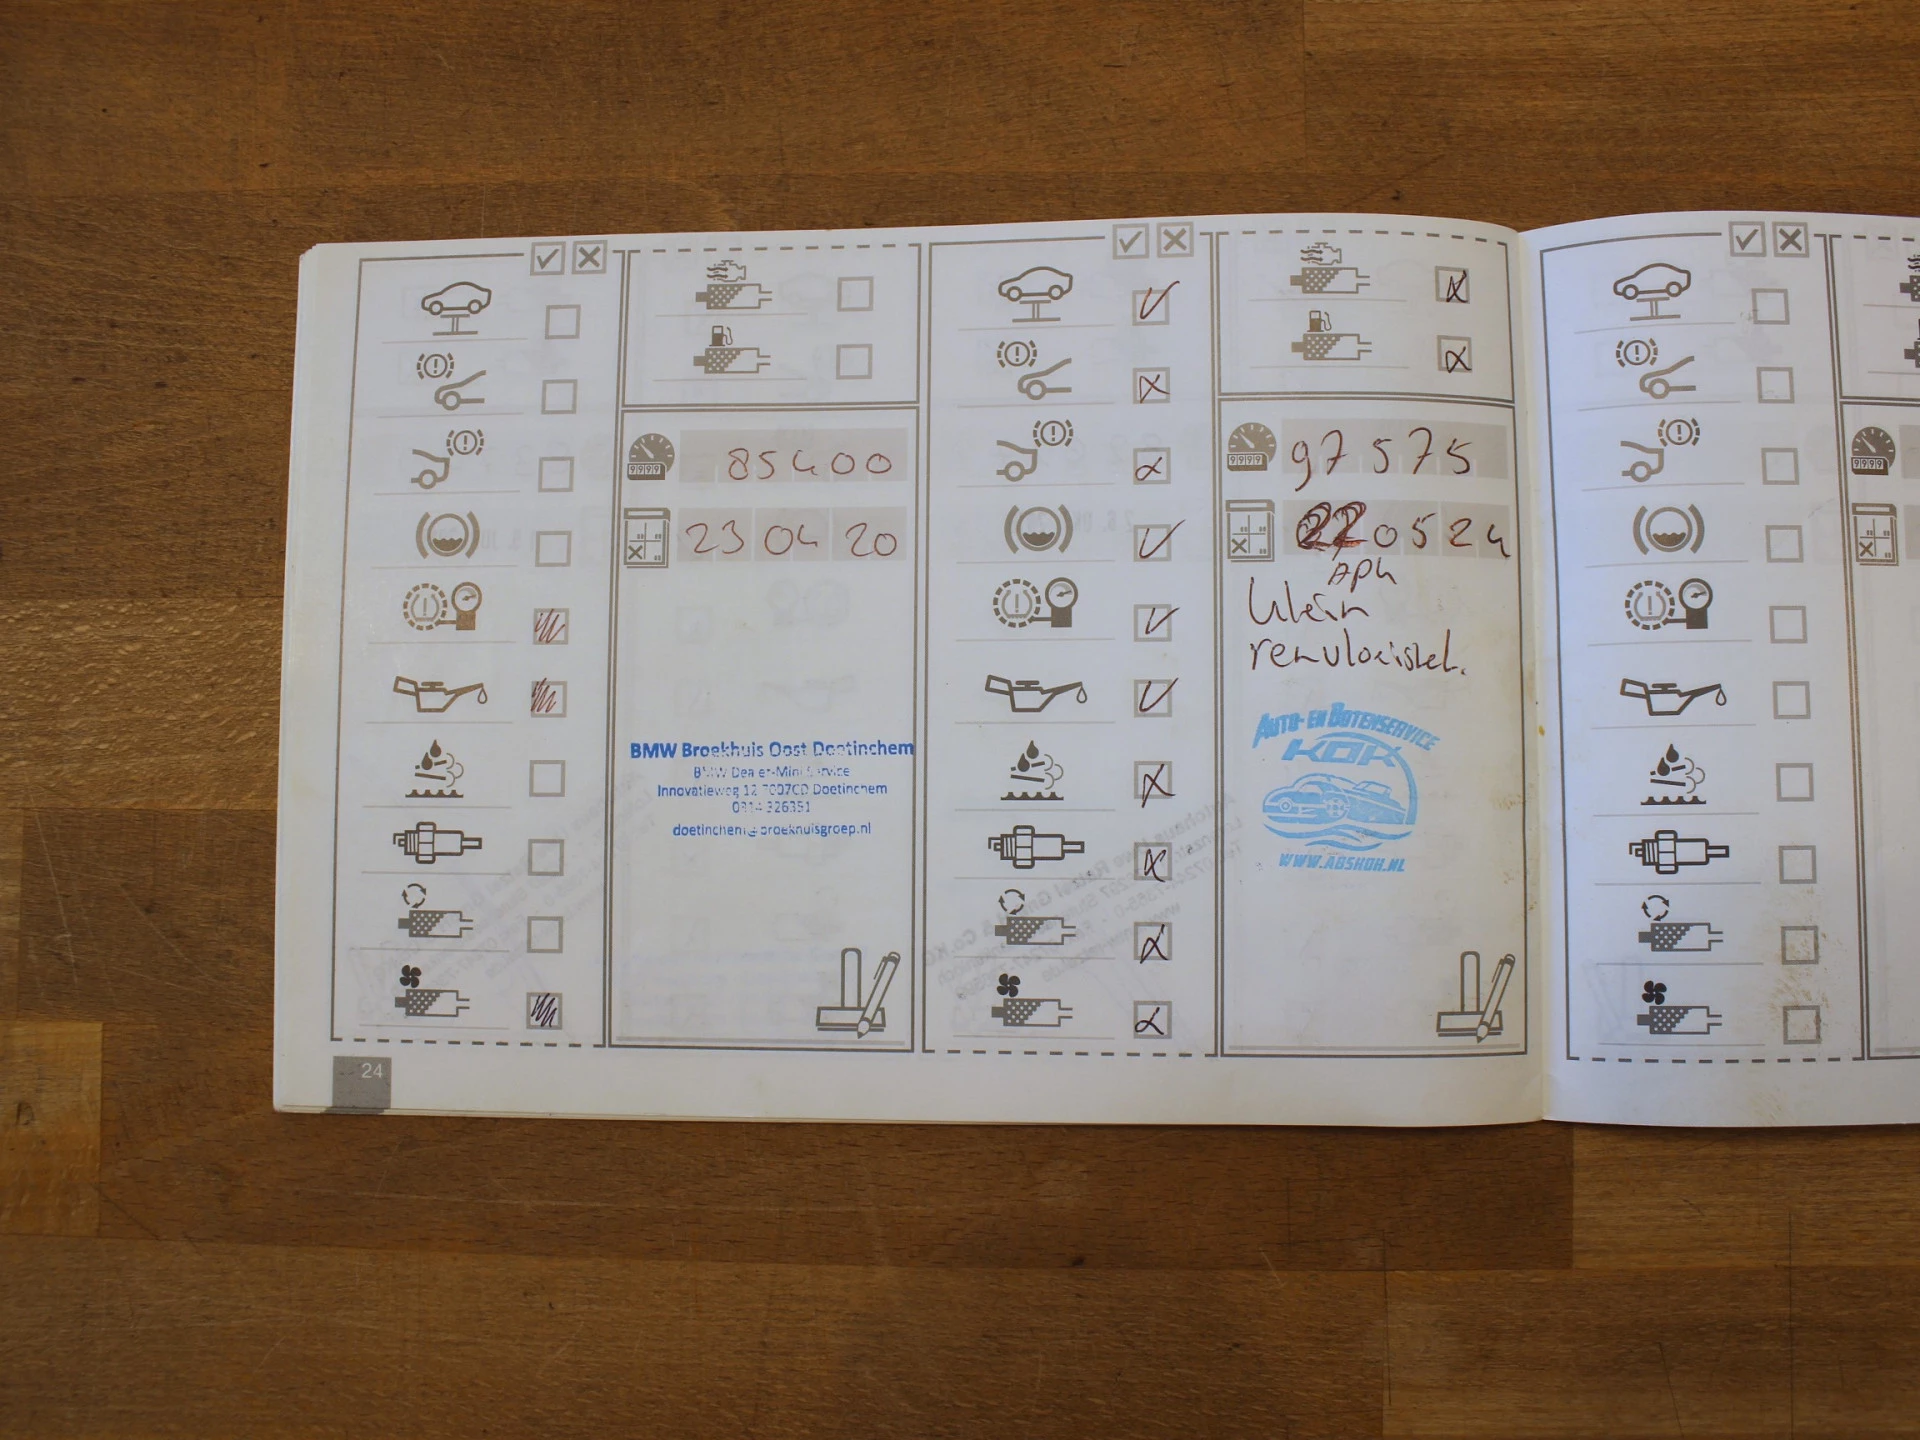 85400
23 04 20
BMW Broekhuis Oost Doetinchem
BMW Dealer-Mini Service
Innovatieweg 12 7007CD Doetinchem
0314 326351
doetinchem@broekhuisgroep.nl
24
97575
22 05 24
Klein
remvloeistof.
AUTO- EN BOTENSERVICE
KOK
WWW.ABSKOK.NL